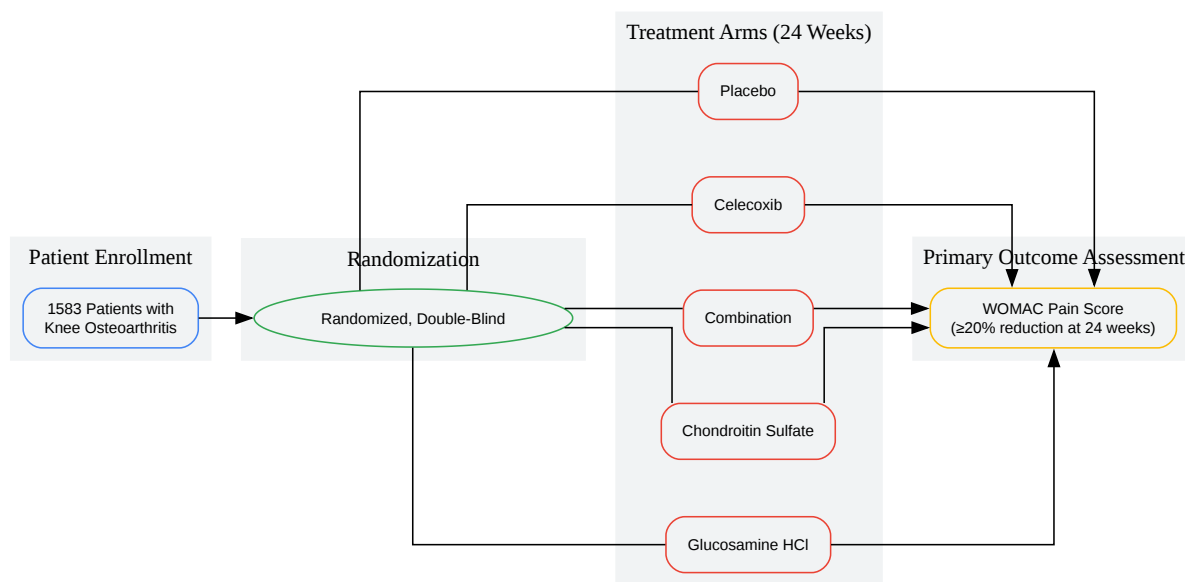 Treatment Arms (24 Weeks)
Placebo
Celecoxib
Patient Enrollment
Randomization
Primary Outcome Assessment
1583 Patients with
Knee Osteoarthritis
Randomized, Double-Blind
Combination
WOMAC Pain Score
(≥20% reduction at 24 weeks)
Chondroitin Sulfate
Glucosamine HCl